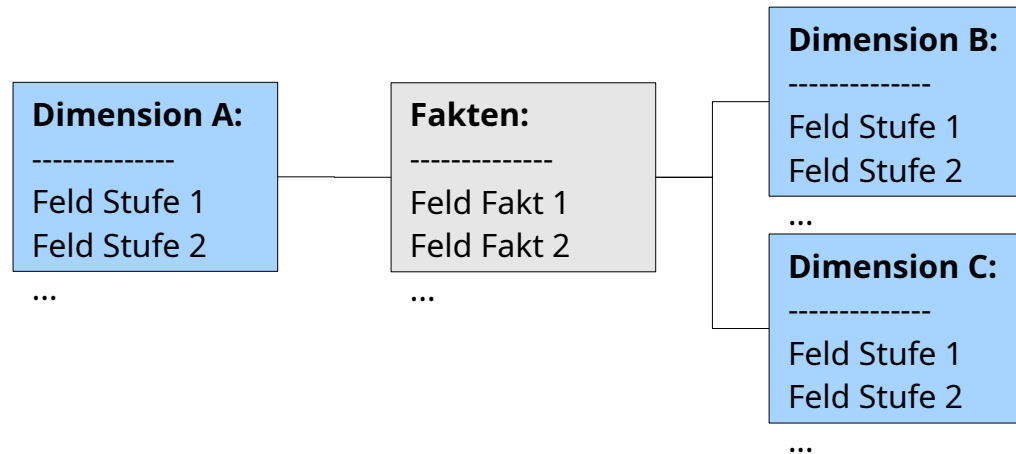 Dimension A:
--------------
Feld Stufe 1
Feld Stufe 2
...
Fakten:
--------------
Feld Fakt 1
Feld Fakt 2
...
Dimension B:
--------------
Feld Stufe 1
Feld Stufe 2
...
Dimension C:
--------------
Feld Stufe 1
Feld Stufe 2
...